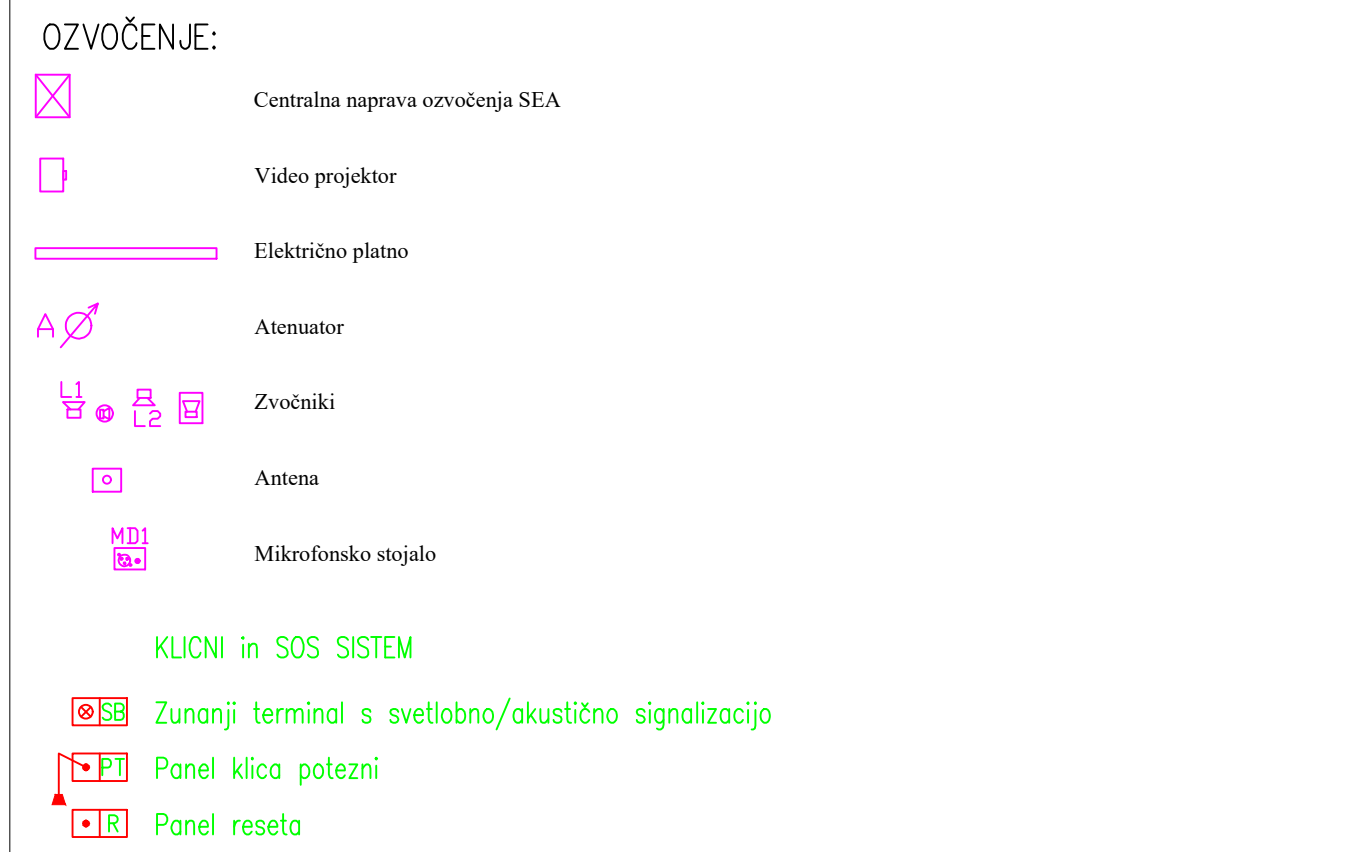 OZVOČENJE:
Centralna naprava ozvočenja SEA
Video projektor
Električno platno
A Atenuator
L1 L2 Zvočniki
Antena
MD1
Mikrofonsko stojalo
KLICNI in SOS SISTEM
SB Zunanji terminal s svetlobno/akustično signalizacijo
PT Panel klica potezni
R Panel reseta